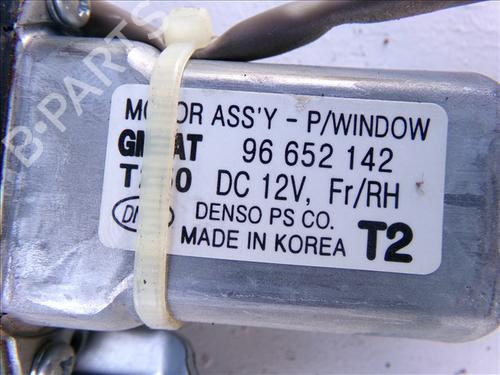 B-PARTS
ASS'Y - P/WINDOW
96 652 142
DC 12V, Fr/RH
DENSO PS CO.
MADE IN KOREA T2